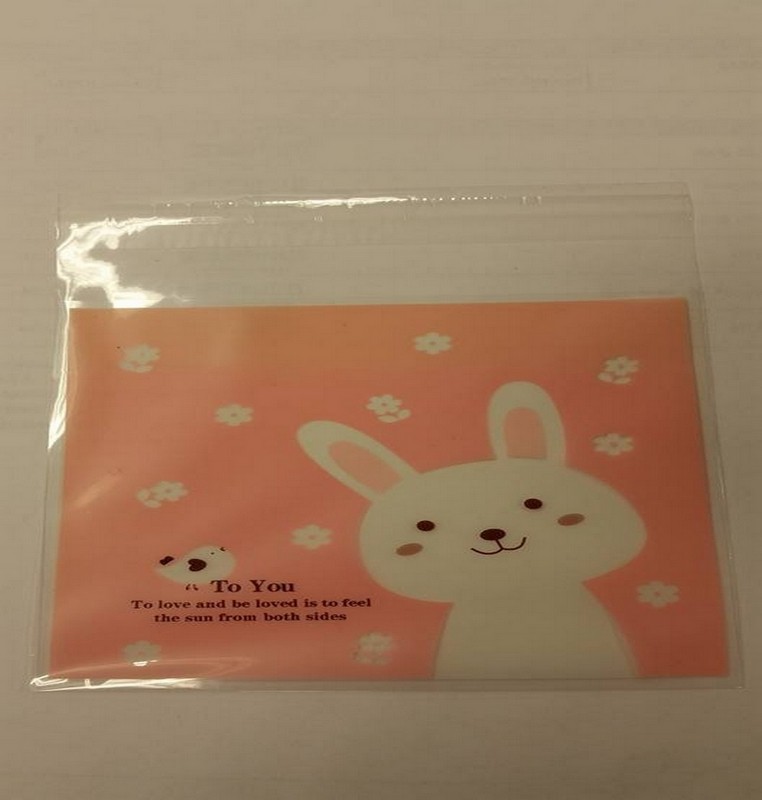 To You
To love and be loved is to feel
the sun from both sides